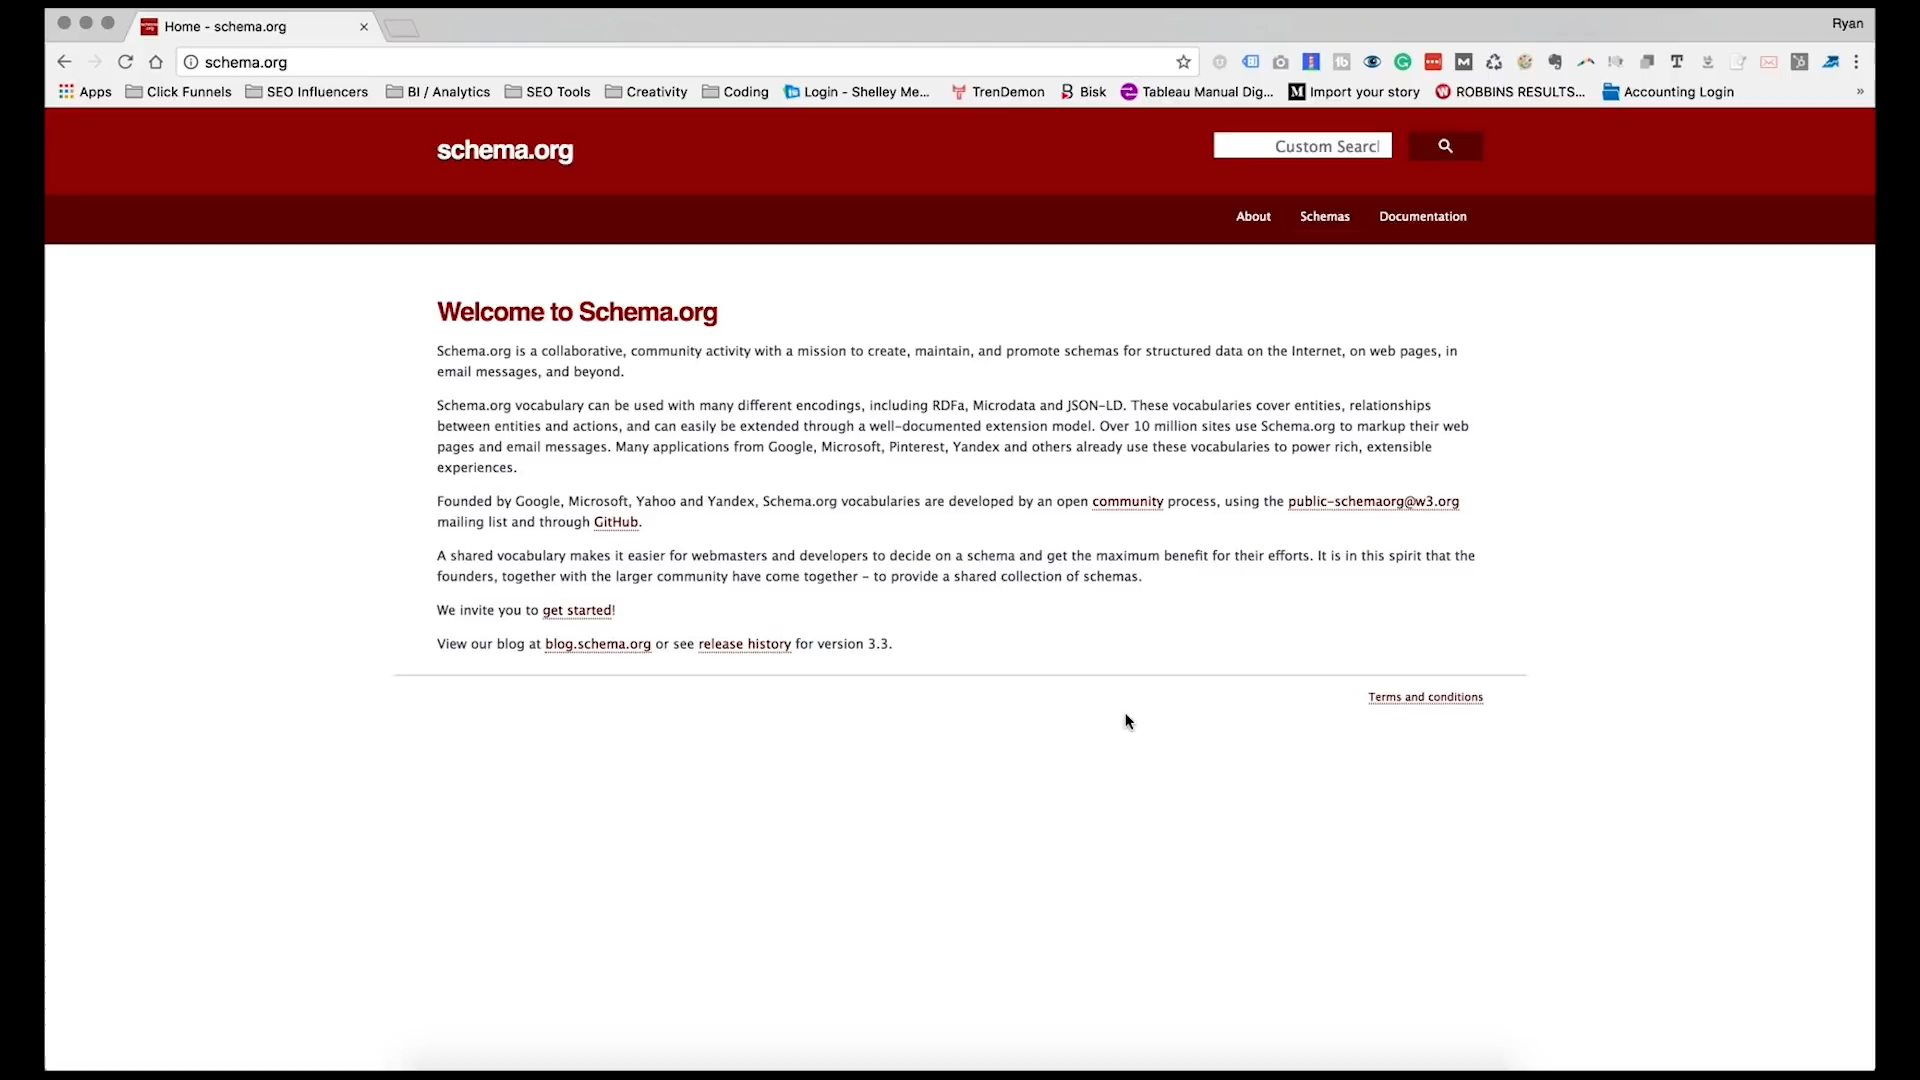 Home - schema.org
Ryan
schema.org
Apps Click Funnels SEO Influencers BI / Analytics SEO Tools Creativity Coding Login - Shelley Me... TrenDemon Bisk Tableau Manual Dig... Import your story ROBBINS RESULTS... Accounting Login »
schema.org
Custom Searc
About Schemas Documentation
Welcome to Schema.org
Schema.org is a collaborative, community activity with a mission to create, maintain, and promote schemas for structured data on the Internet, on web pages, in
email messages, and beyond.
Schema.org vocabulary can be used with many different encodings, including RDFa, Microdata and JSON-LD. These vocabularies cover entities, relationships
between entities and actions, and can easily be extended through a well-documented extension model. Over 10 million sites use Schema.org to markup their web
pages and email messages. Many applications from Google, Microsoft, Pinterest, Yandex and others already use these vocabularies to power rich, extensible
experiences.
Founded by Google, Microsoft, Yahoo and Yandex, Schema.org vocabularies are developed by an open community process, using the public-schemaorg@w3.org
mailing list and through GitHub.
A shared vocabulary makes it easier for webmasters and developers to decide on a schema and get the maximum benefit for their efforts. It is in this spirit that the
founders, together with the larger community have come together - to provide a shared collection of schemas.
We invite you to get started!
View our blog at blog.schema.org or see release history for version 3.3.
Terms and conditions